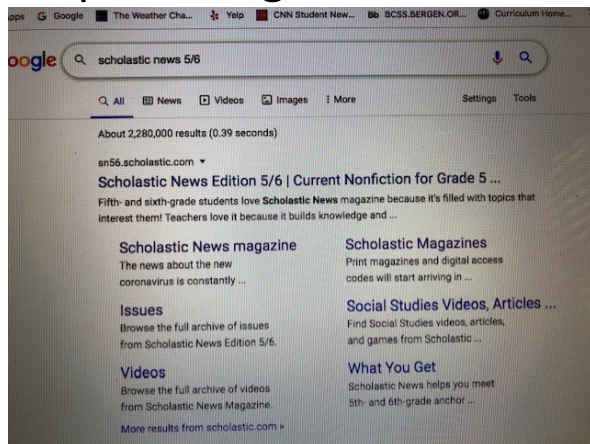 Apps Google The Weather Cha... Yelp CNN Student New... Bb BCSS.BERGEN.OR... Curriculum Home...
oogle scholastic news 5/6
All News Videos Images More Settings Tools
About 2,280,000 results (0.39 seconds)
sn56.scholastic.com
Scholastic News Edition 5/6 | Current Nonfiction for Grade 5 ...
Fifth- and sixth-grade students love Scholastic News magazine because it's filled with topics that
interest them! Teachers love it because it builds knowledge and ...
Scholastic News magazine
The news about the new
coronavirus is constantly ...
Scholastic Magazines
Print magazines and digital access
codes will start arriving in ...
Issues
Browse the full archive of issues
from Scholastic News Edition 5/6.
Social Studies Videos, Articles ...
Find Social Studies videos, articles,
and games from Scholastic ...
Videos
Browse the full archive of videos
from Scholastic News Magazine.
What You Get
Scholastic News helps you meet
5th- and 6th-grade anchor ...
More results from scholastic.com »